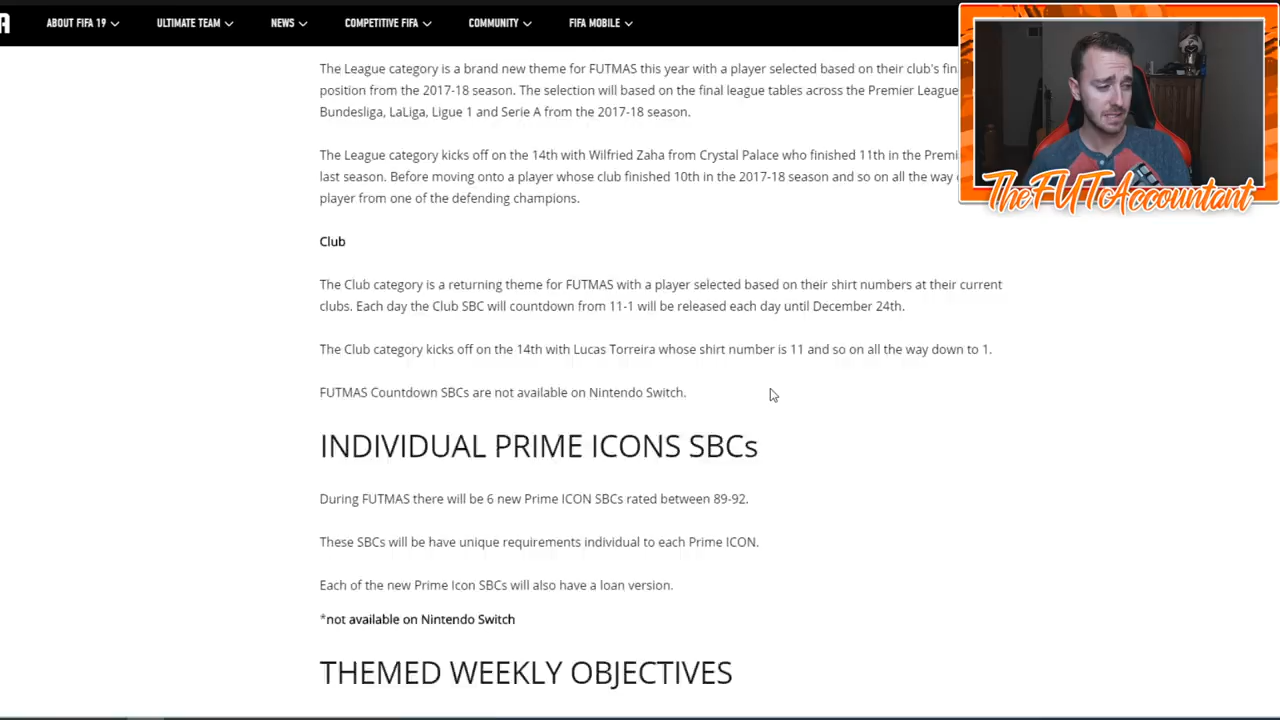 ABOUT FIFA 19 ULTIMATE TEAM NEWS COMPETITIVE FIFA COMMUNITY FIFA MOBILE
The League category is a brand new theme for FUTMAS this year with a player selected based on their club's
position from the 2017-18 season. The selection will based on the final league tables across the Premier League
Bundesliga, LaLiga, Ligue 1 and Serie A from the 2017-18 season.
The League category kicks off on the 14th with Wilfried Zaha from Crystal Palace who finished 11th in the
last season. Before moving onto a player whose club finished 10th in the 2017-18 season and so on all the way
player from one of the defending champions.
TheFUTAccountant
Club
The Club category is a returning theme for FUTMAS with a player selected based on their shirt numbers at their current
clubs. Each day the Club SBC will countdown from 11-1 will be released each day until December 24th.
The Club category kicks off on the 14th with Lucas Torreira whose shirt number is 11 and so on all the way down to 1.
FUTMAS Countdown SBCs are not available on Nintendo Switch.
INDIVIDUAL PRIME ICONS SBCs
During FUTMAS there will be 6 new Prime ICON SBCs rated between 89-92.
These SBCs will be have unique requirements individual to each Prime ICON.
Each of the new Prime Icon SBCs will also have a loan version.
*not available on Nintendo Switch
THEMED WEEKLY OBJECTIVES